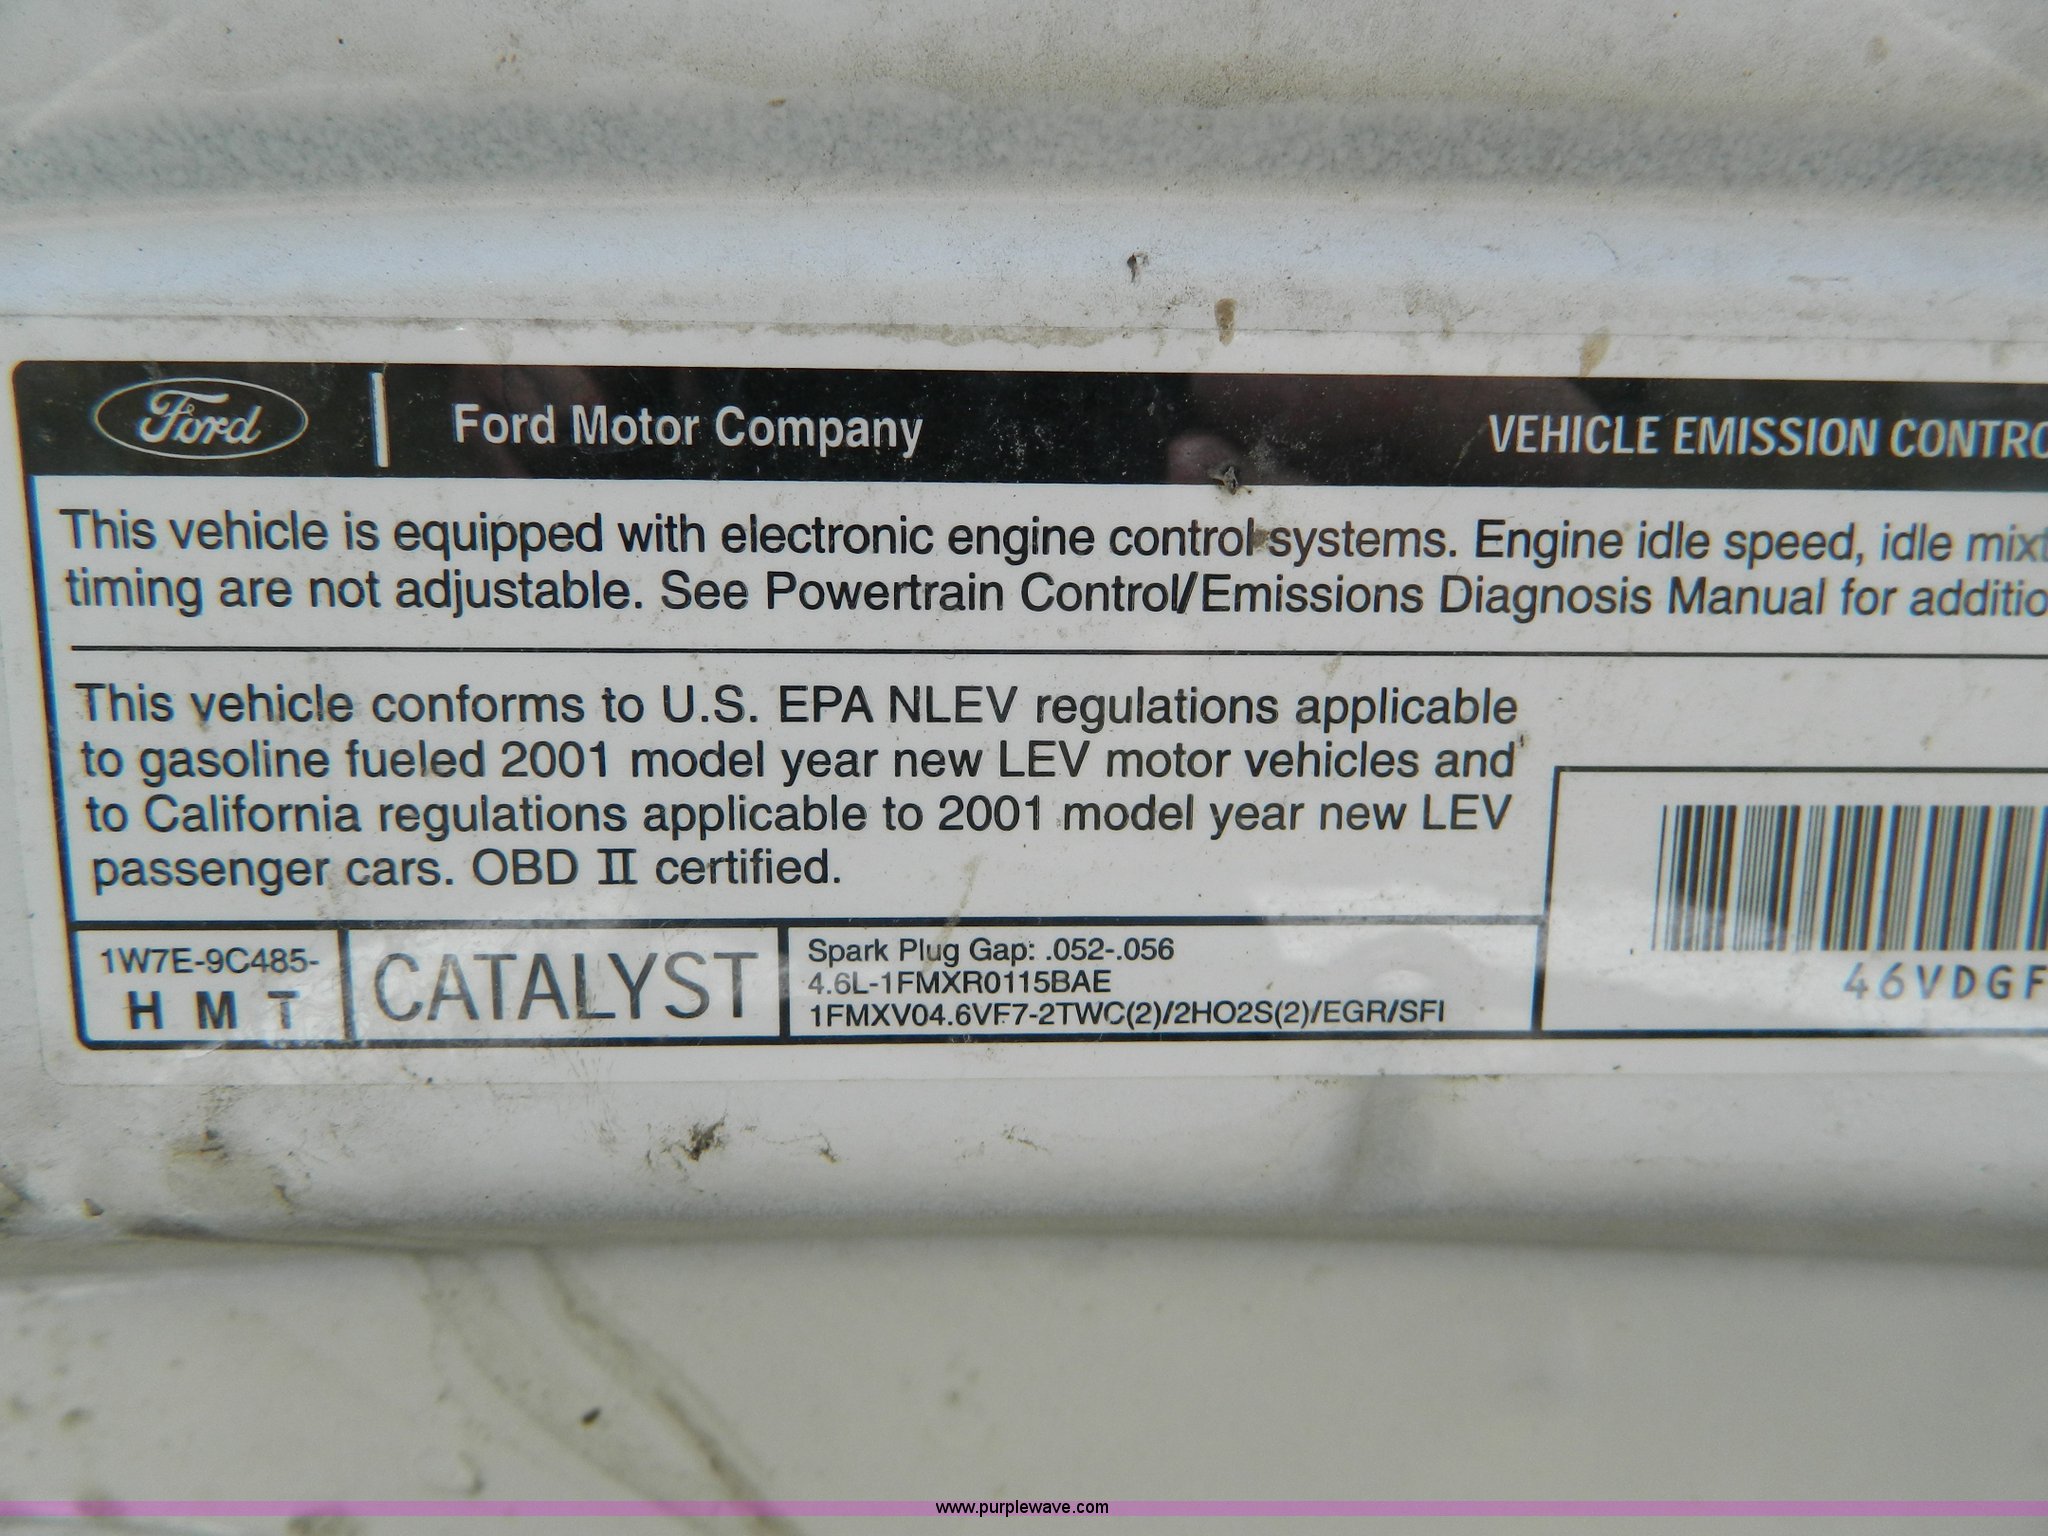 Ford
Ford Motor Company
VEHICLE EMISSION
This vehicle is equipped with electronic engine control systems. Engine idle speed, idle
timing are not adjustable. See Powertrain Control/Emissions Diagnosis Manual for
This vehicle conforms to U.S. EPA NLEV regulations applicable
to gasoline fueled 2001 model year new LEV motor vehicles and
to California regulations applicable to 2001 model year new LEV
passenger cars. OBD II certified.
1W7E-9C485-
H M T
CATALYST
Spark Plug Gap: .052-.056
4.6L-1FMXR0115BAE
1FMXV04.6VF7-2TWC(2)/2HO2S(2)/EGR/SFI
46VDGF
www.purplewave.com